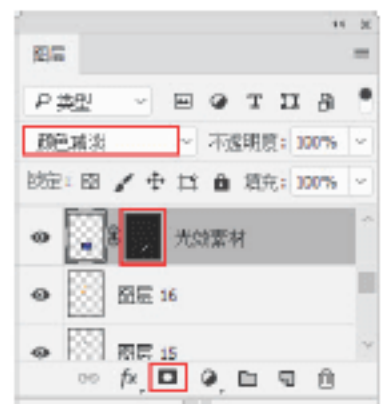 图层
类型 T
颜色减淡 不透明度: 100%
锁定: 填充: 100%
光效素材
图层 16
图层 15
fx